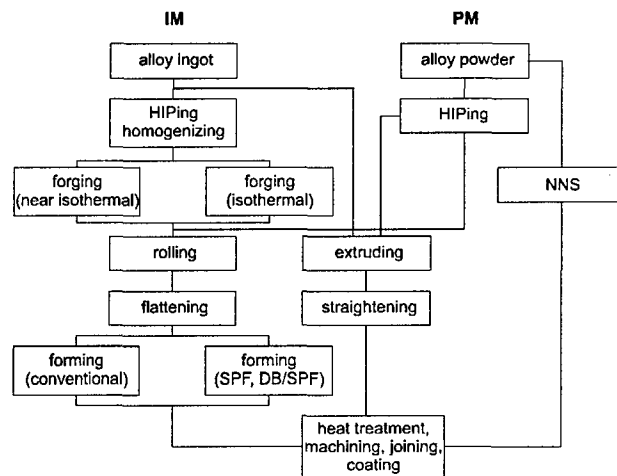 IM
PM
alloy ingot
alloy powder
HIPing
homogenizing
HIPing
forging
(near isothermal)
forging
(isothermal)
NNS
rolling
extruding
flattening
straightening
forming
(conventional)
forming
(SPF, DB/SPF)
heat treatment,
machining, joining,
coating